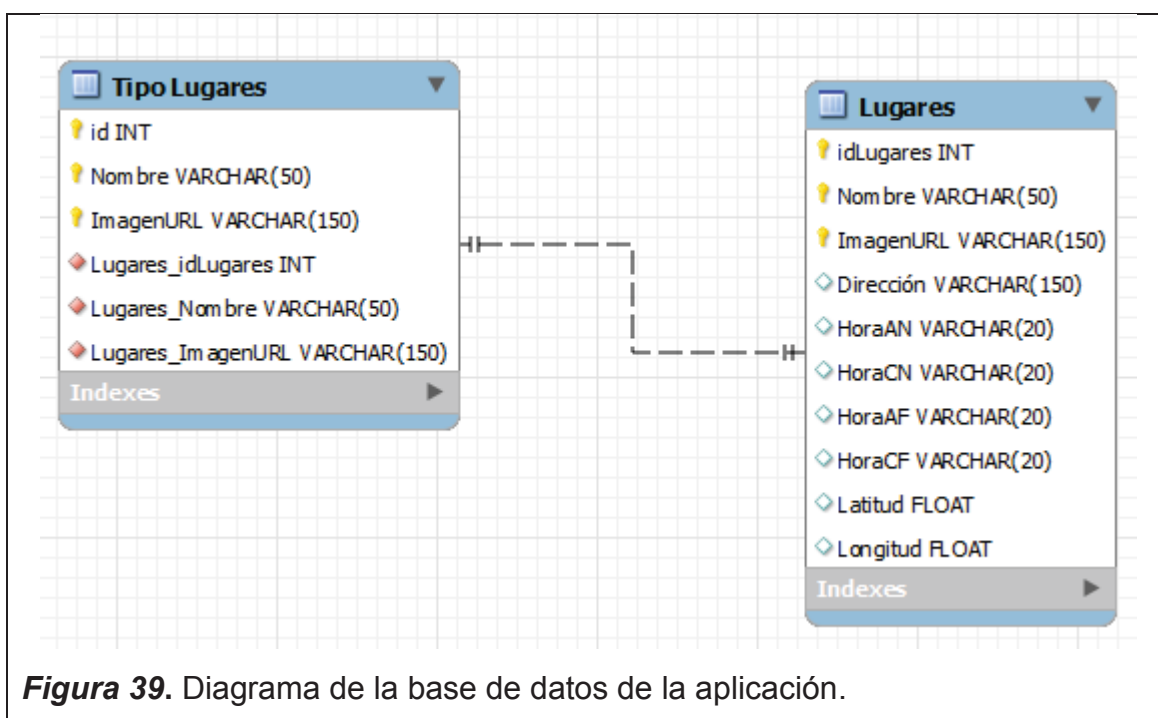 Tipo Lugares
id INT
Nombre VARCHAR(50)
ImagenURL VARCHAR(150)
Lugares_idLugares INT
Lugares_Nombre VARCHAR(50)
Lugares_ImagenURL VARCHAR(150)
Indexes
Lugares
idLugares INT
Nombre VARCHAR(50)
ImagenURL VARCHAR(150)
Dirección VARCHAR(150)
HoraAN VARCHAR(20)
HoraCN VARCHAR(20)
HoraAF VARCHAR(20)
HoraCF VARCHAR(20)
Latitud FLOAT
Longitud FLOAT
Indexes
Figura 39. Diagrama de la base de datos de la aplicación.